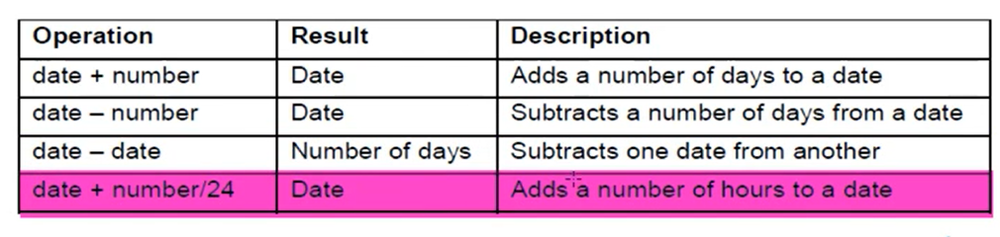 Operation Result Description
date + number Date Adds a number of days to a date
date – number Date Subtracts a number of days from a date
date – date Number of days Subtracts one date from another
date + number/24 Date Adds a number of hours to a date